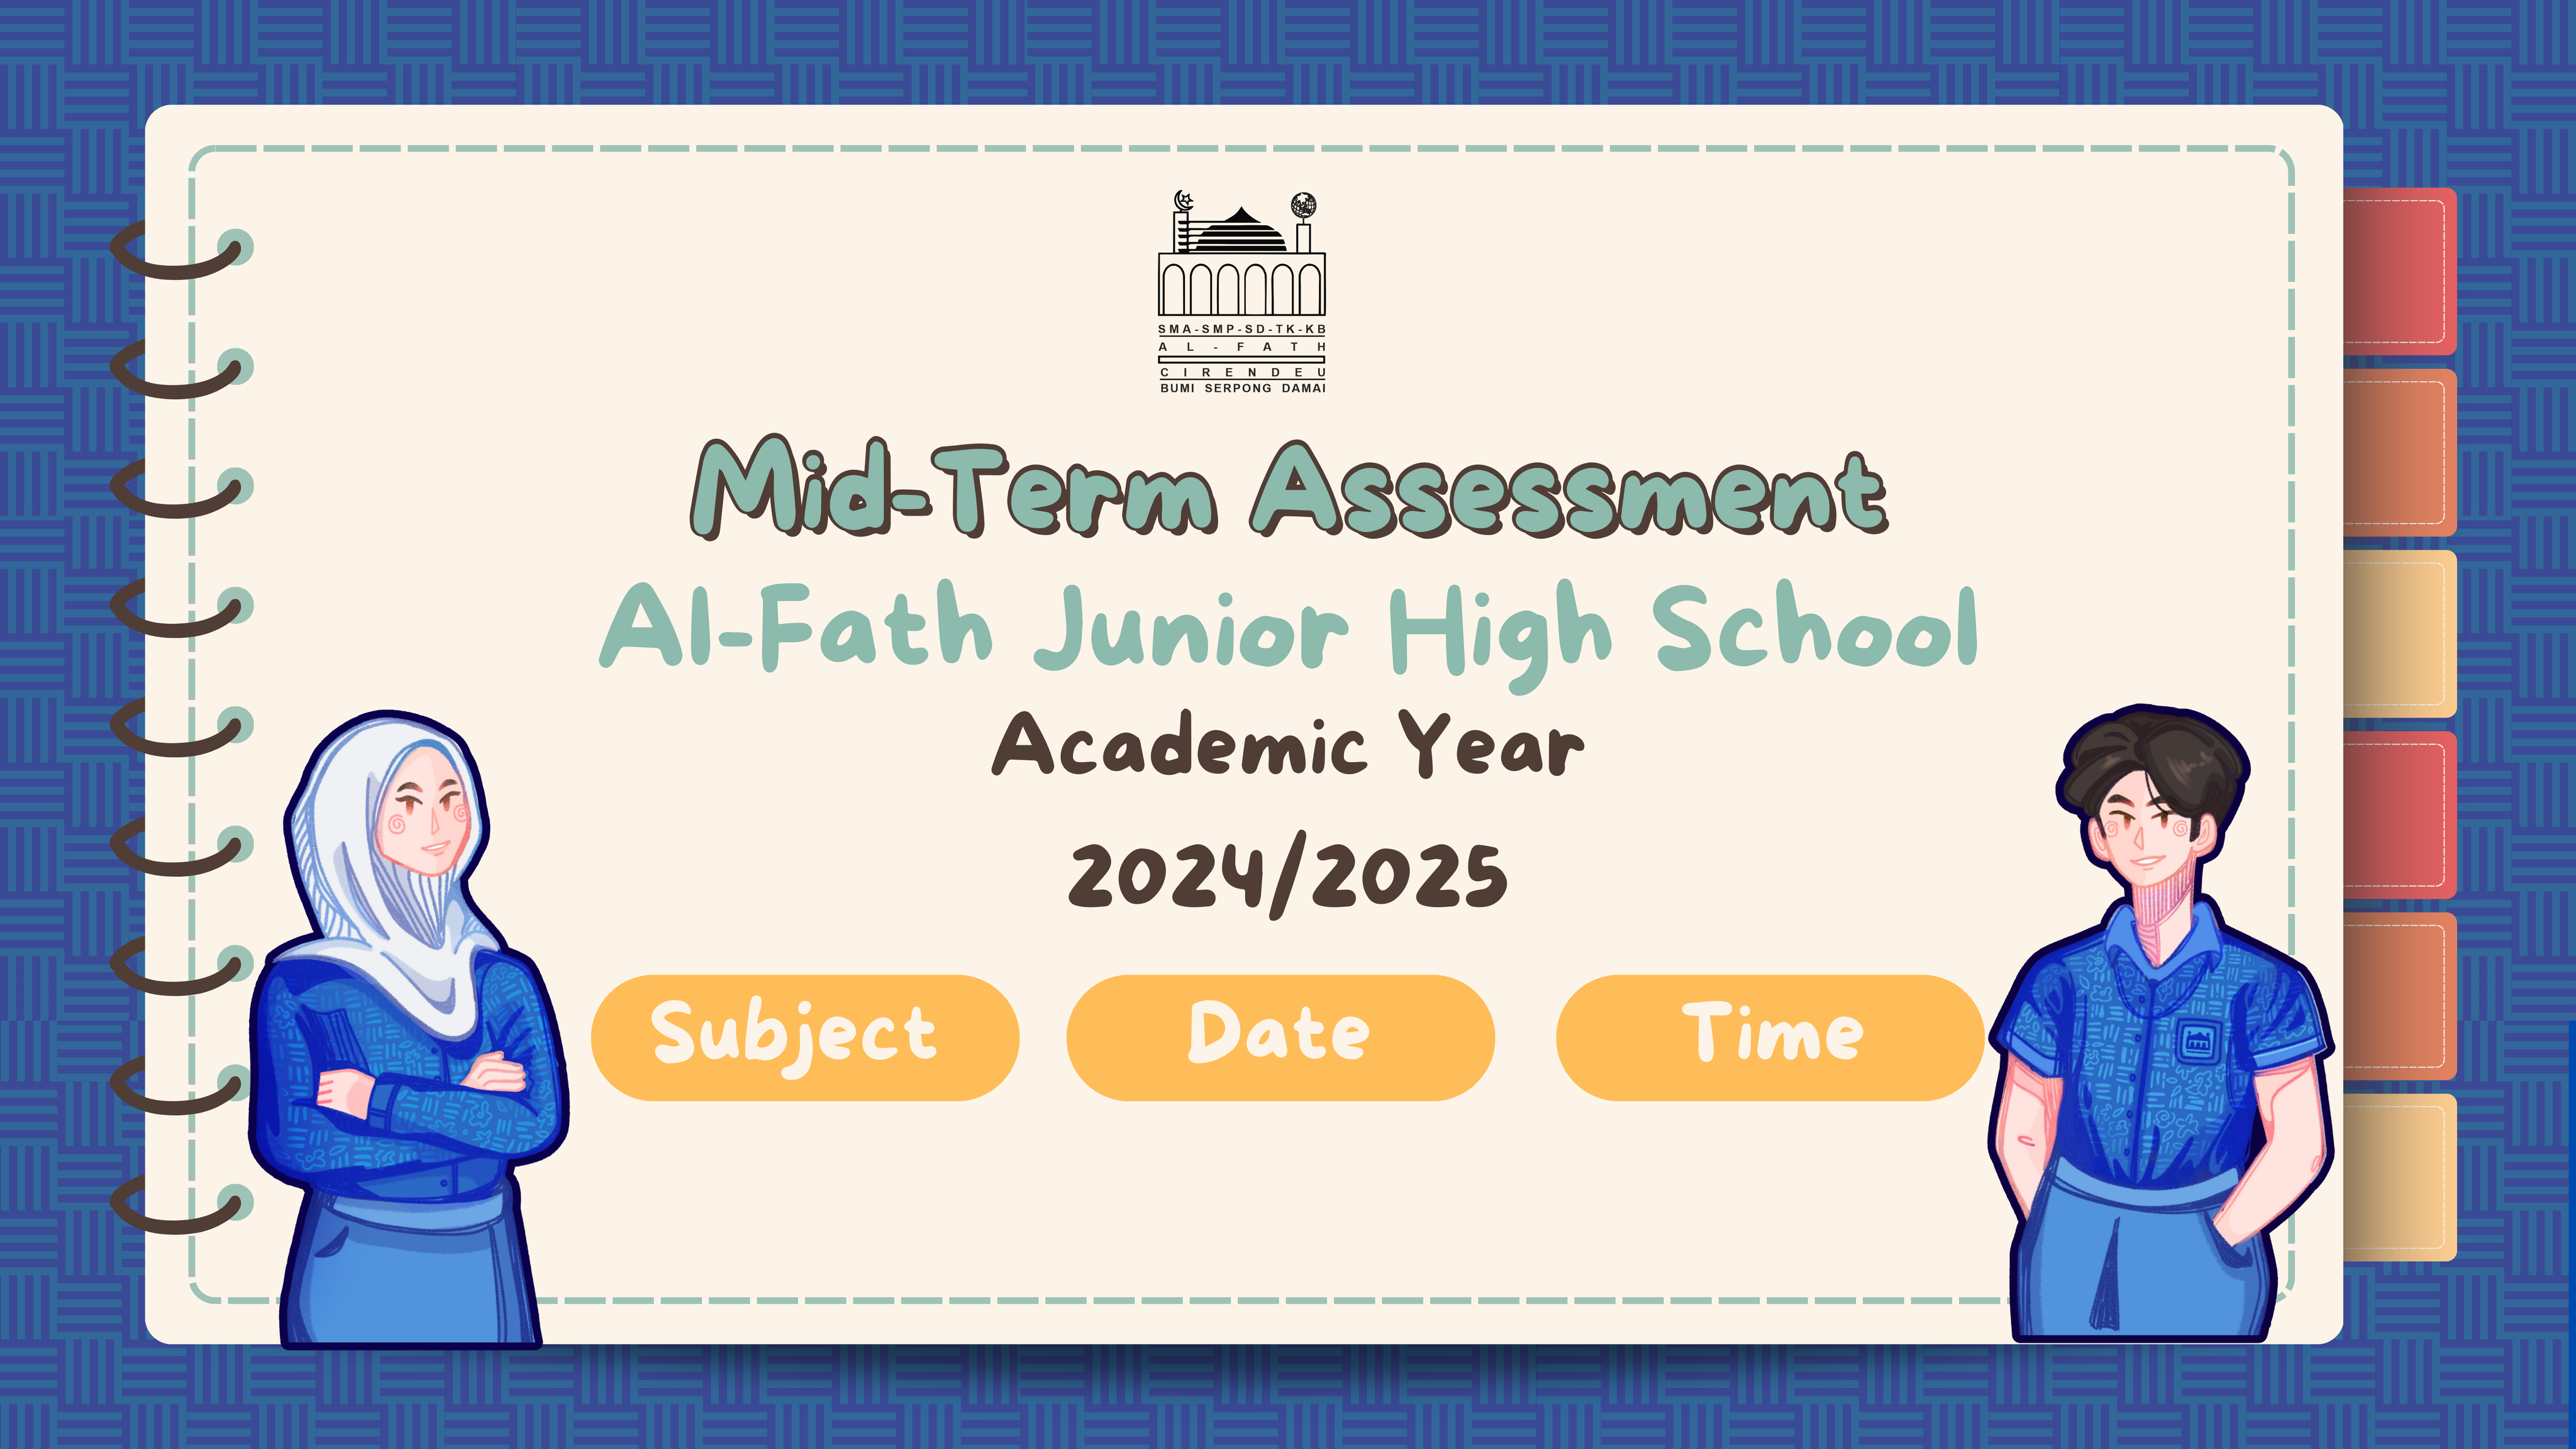 SMA-SMP-SD-TK-KB
AL-FATH
CIRENDEU
BUMI SERPONG DAMAI
Mid-Term Assessment
Al-Fath Junior High School
Academic Year
2024/2025
Subject
Date
Time